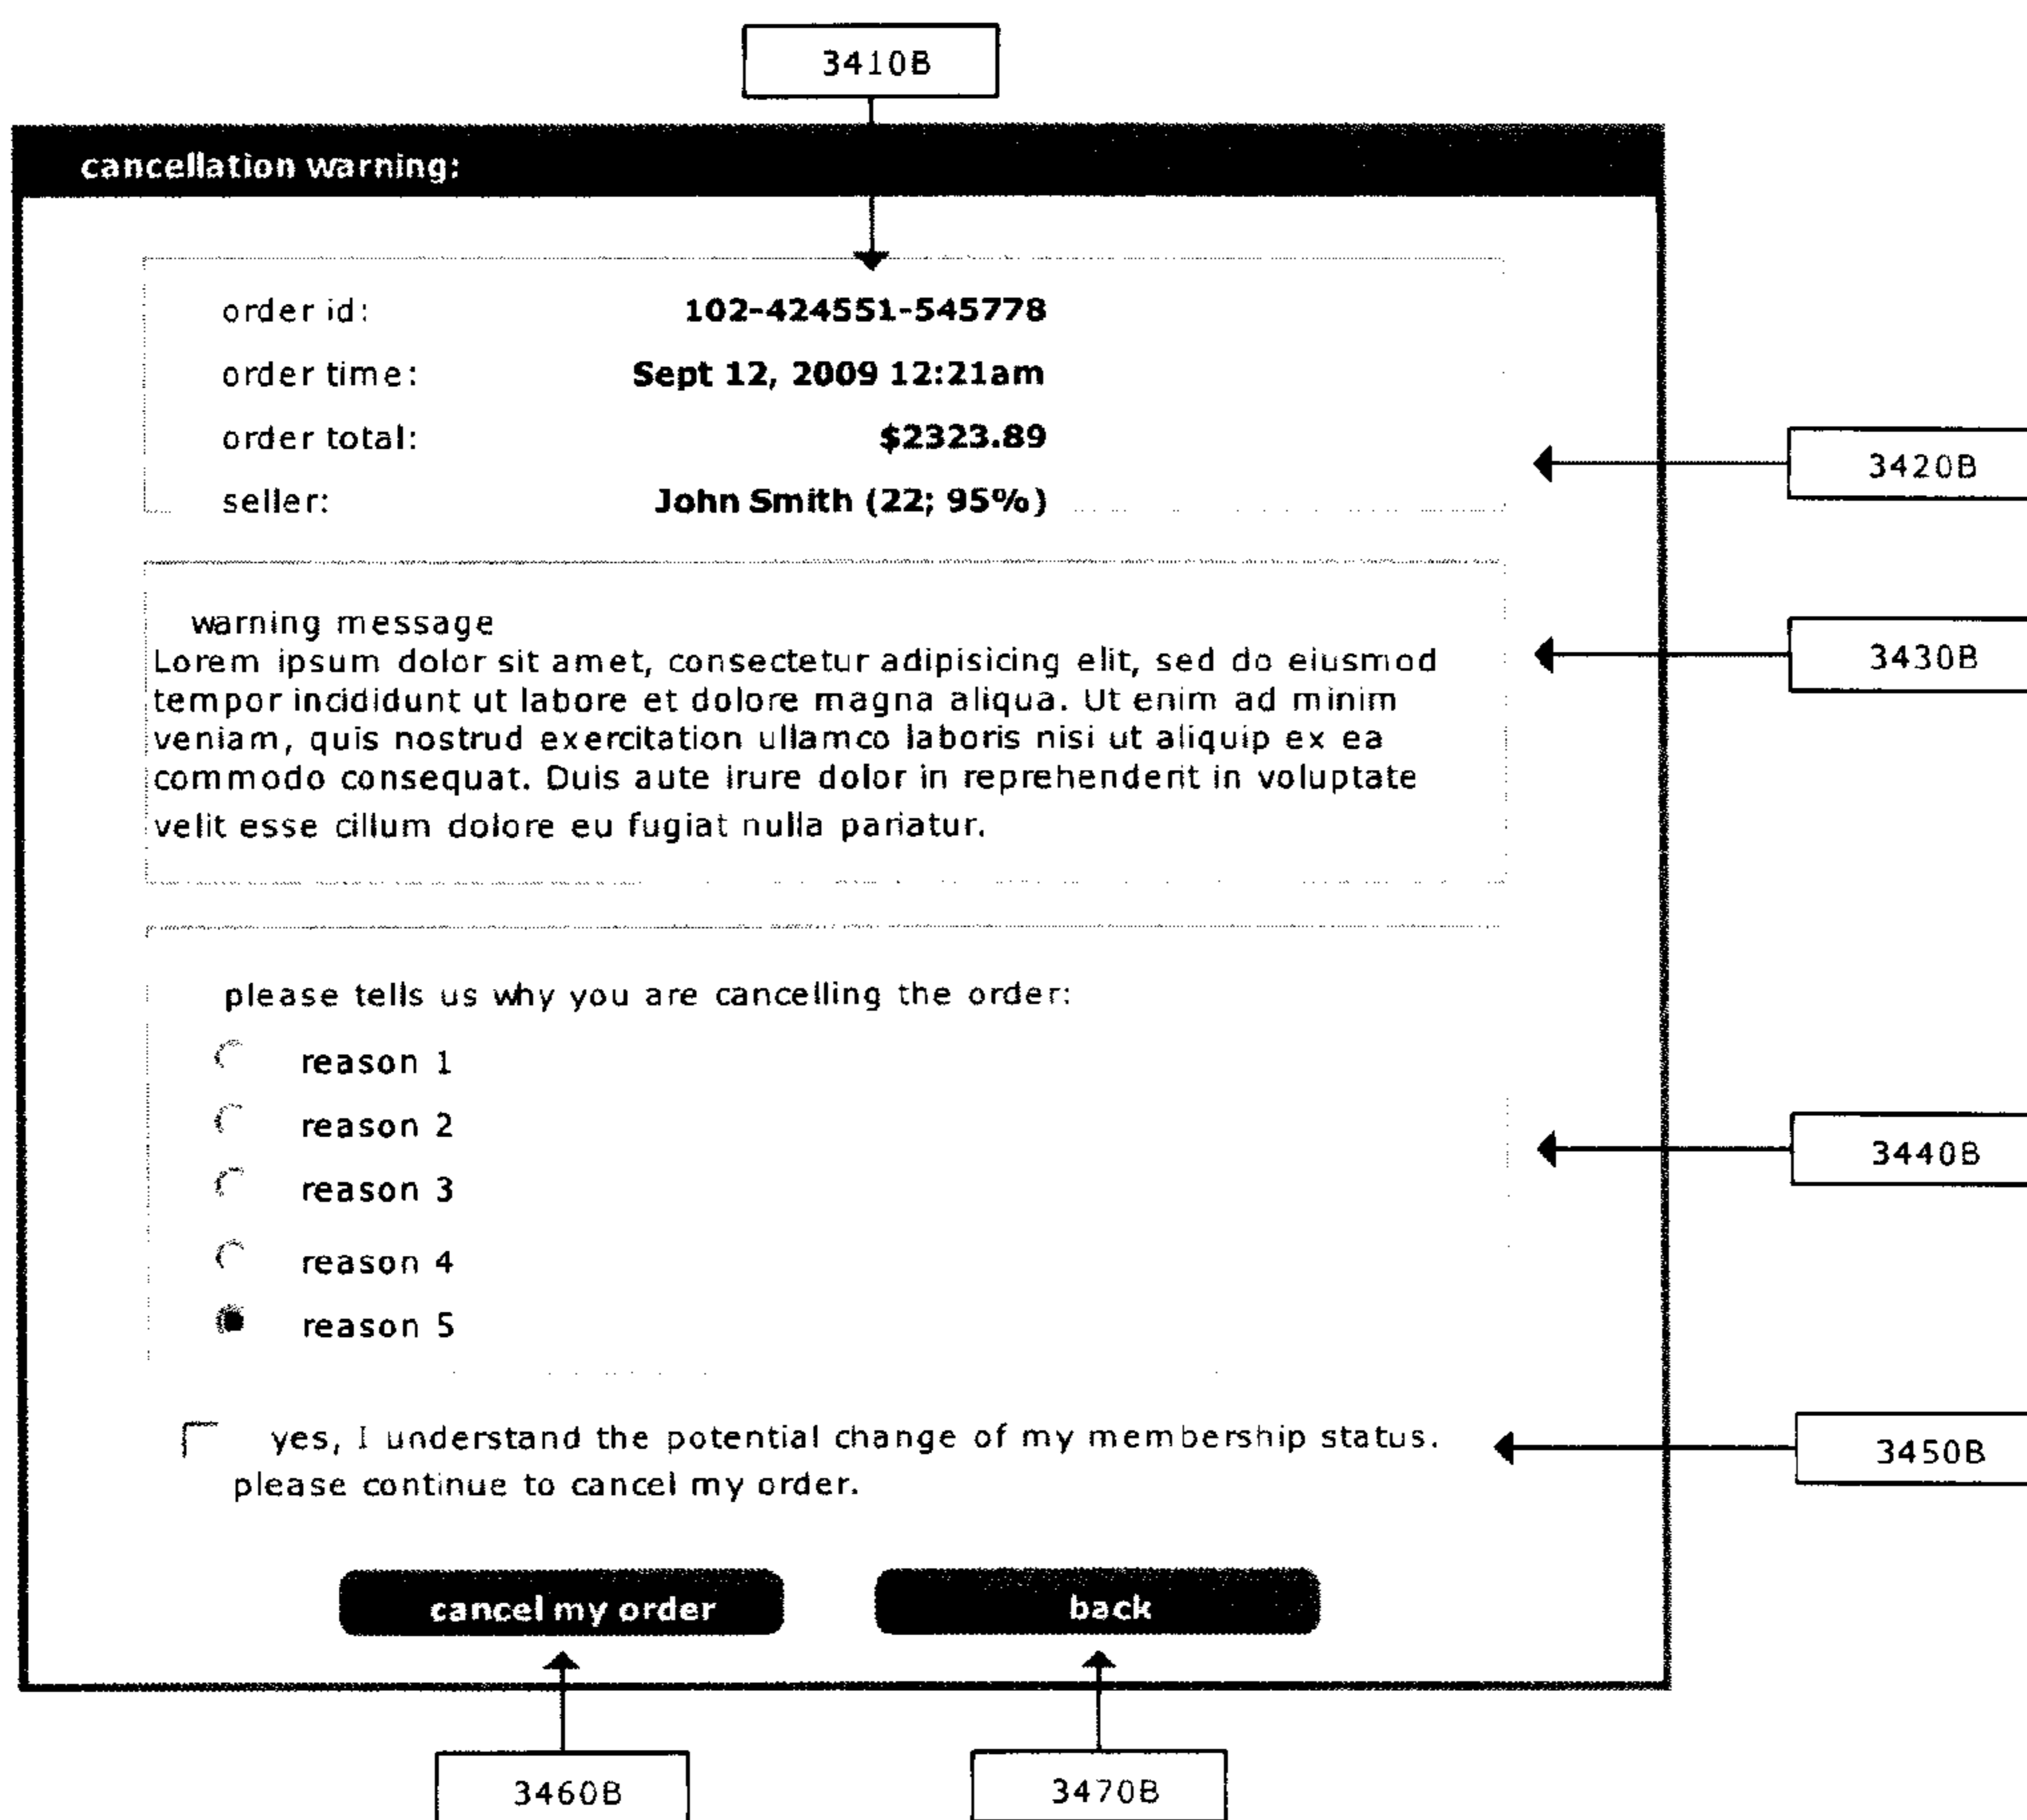 3410B
cancellation warning:
order id: 102-424551-545778
order time: Sept 12, 2009 12:21am
order total: $2323.89
3420B
seller: John Smith (22; 95%)
warning message
3430B
Lorem ipsum dolor sit amet, consectetur adipisicing elit, sed do eiusmod
tempor incididunt ut labore et dolore magna aliqua. Ut enim ad minim
veniam, quis nostrud exercitation ullamco laboris nisi ut aliquip ex ea
commodo consequat. Duis aute irure dolor in reprehenderit in voluptate
velit esse cillum dolore eu fugiat nulla pariatur.
please tells us why you are cancelling the order:
reason 1
reason 2
3440B
reason 3
reason 4
reason 5
yes, I understand the potential change of my membership status.
3450B
please continue to cancel my order.
cancel my order back
3460B 3470B